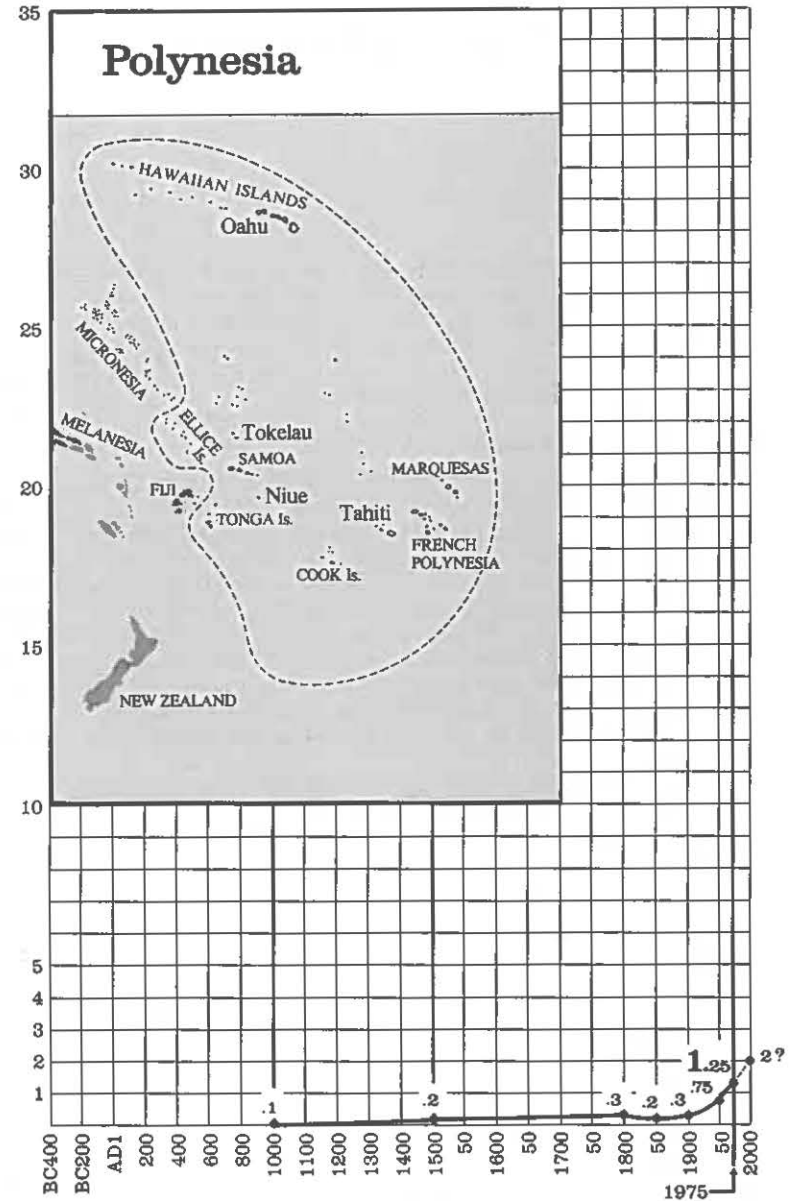 35
Polynesia
30
HAWAIIAN ISLANDS
Oahu
25
MICRONESIA
ELLICE
Is.
Tokelau
MELANESIA
SAMOA
MARQUESAS
20
FIJI
Niue
Tahiti
TONGA Is.
FRENCH
POLYNESIA
COOK Is.
15
NEW ZEALAND
10
5
4
3
2
1
.1
.2
.3
.2
.3
.75
1.25
2?
BC400
BC200
AD1
200
400
600
800
1000
1100
1200
1300
1400
1500
50
1600
50
1700
50
1800
50
1900
50
2000
1975